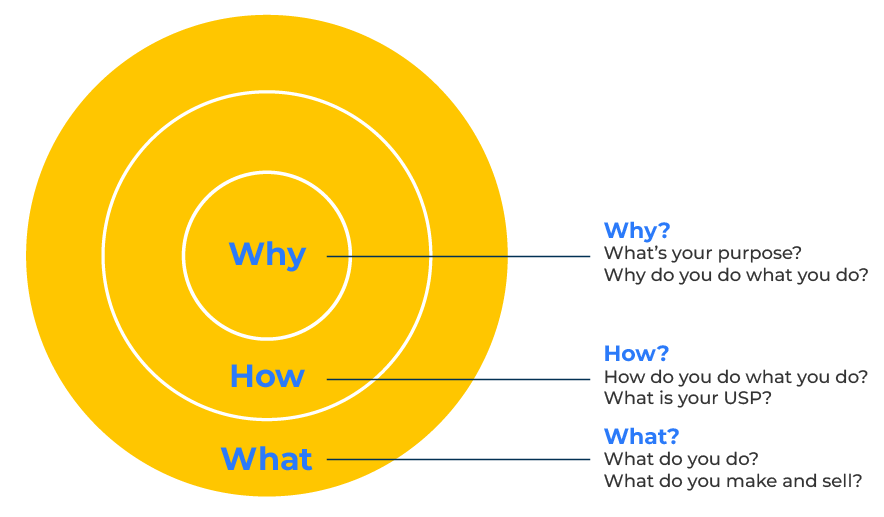 Why
Why?
What’s your purpose?
Why do you do what you do?
How
How?
How do you do what you do?
What is your USP?
What
What?
What do you do?
What do you make and sell?